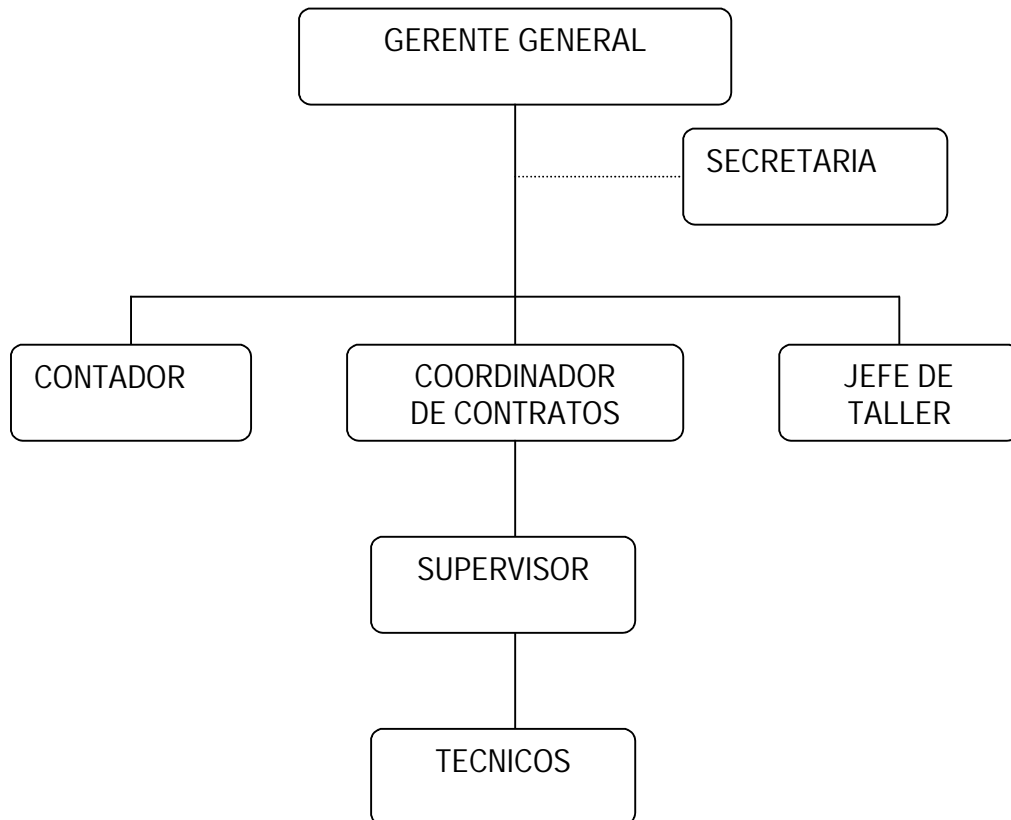 GERENTE GENERAL
SECRETARIA
CONTADOR
COORDINADOR
DE CONTRATOS
JEFE DE
TALLER
SUPERVISOR
TECNICOS